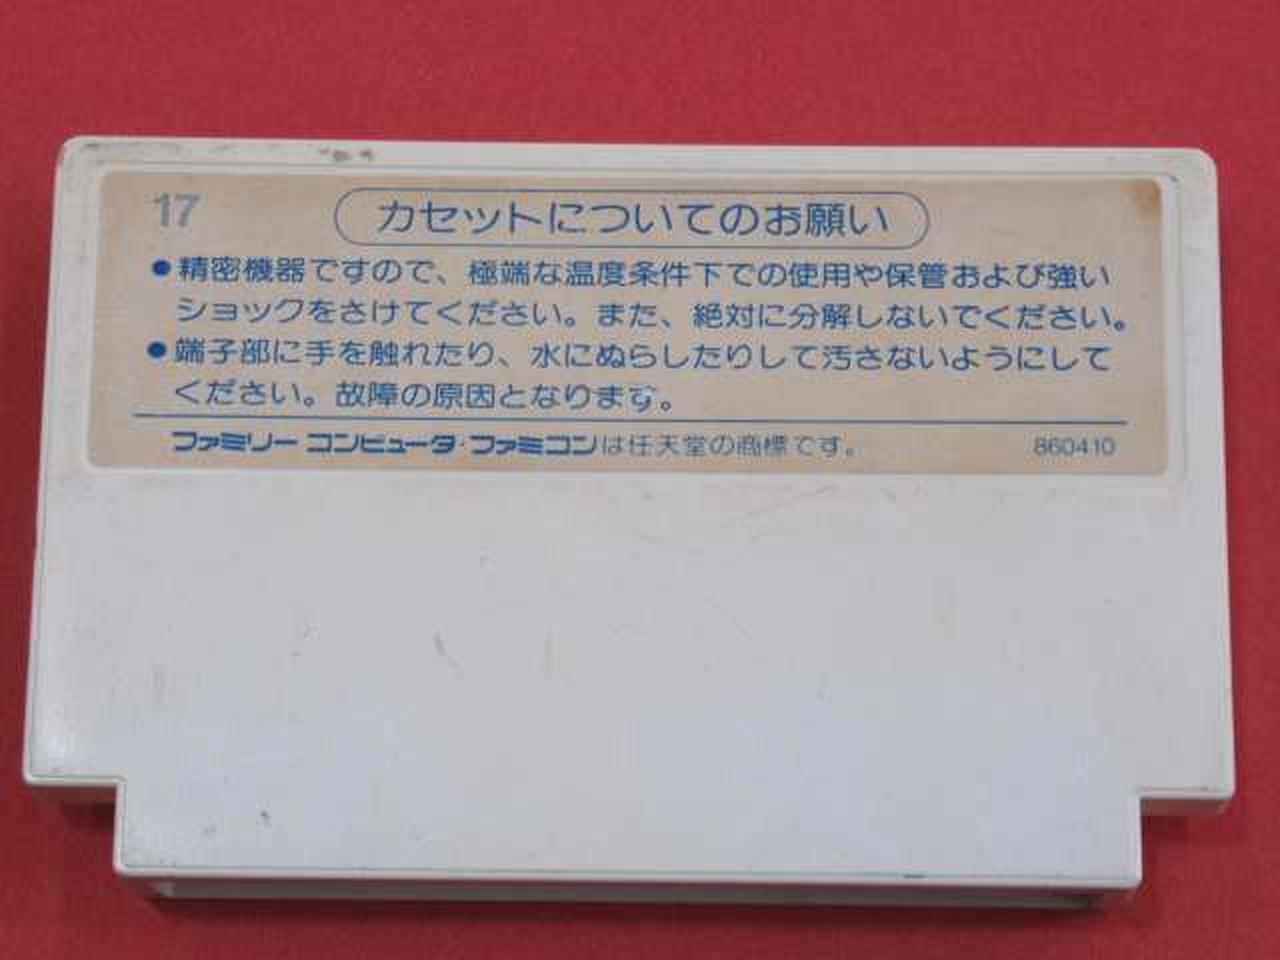 17
カセットについてのお願い
●精密機器ですので、極端な温度条件下での使用や保管および強い
ショックをさけてください。また、絶対に分解しないでください。
●端子部に手を触れたり、水にぬらしたりして汚さないようにして
ください。故障の原因となります。
ファミリー コンピュータ・ファミコンは任天堂の商標です。 860410